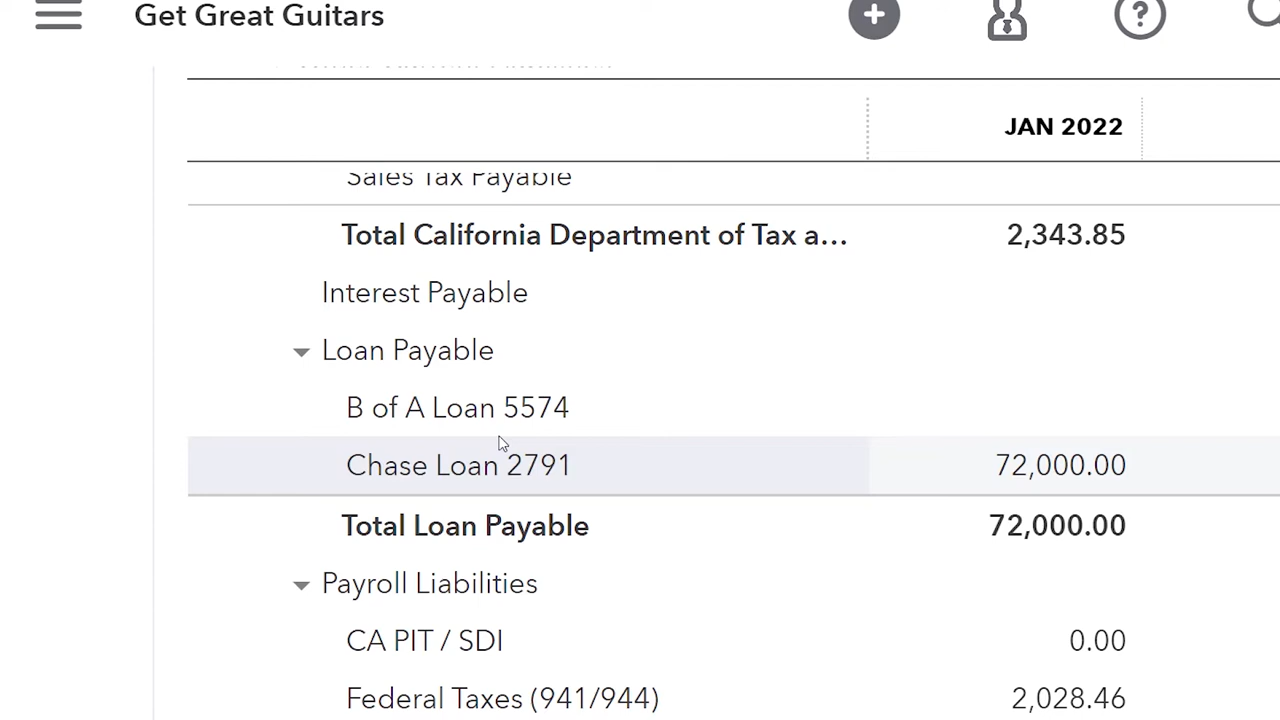 Get Great Guitars
JAN 2022
Sales Tax Payable
Total California Department of Tax a... 2,343.85
Interest Payable
Loan Payable
B of A Loan 5574
Chase Loan 2791 72,000.00
Total Loan Payable 72,000.00
Payroll Liabilities
CA PIT / SDI 0.00
Federal Taxes (941/944) 2,028.46